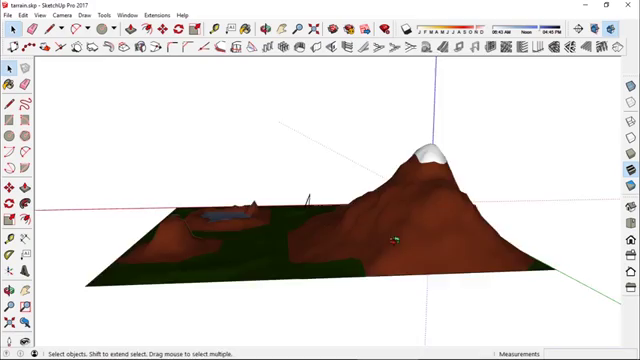 tarrain.skp - SketchUp Pro 2017
File Edit View Camera Draw Tools Window Extensions Help
J F M A M J J A S O N D 06:43 AM Noon 04:45 PM
Select objects. Shift to extend select. Drag mouse to select multiple.
Measurements